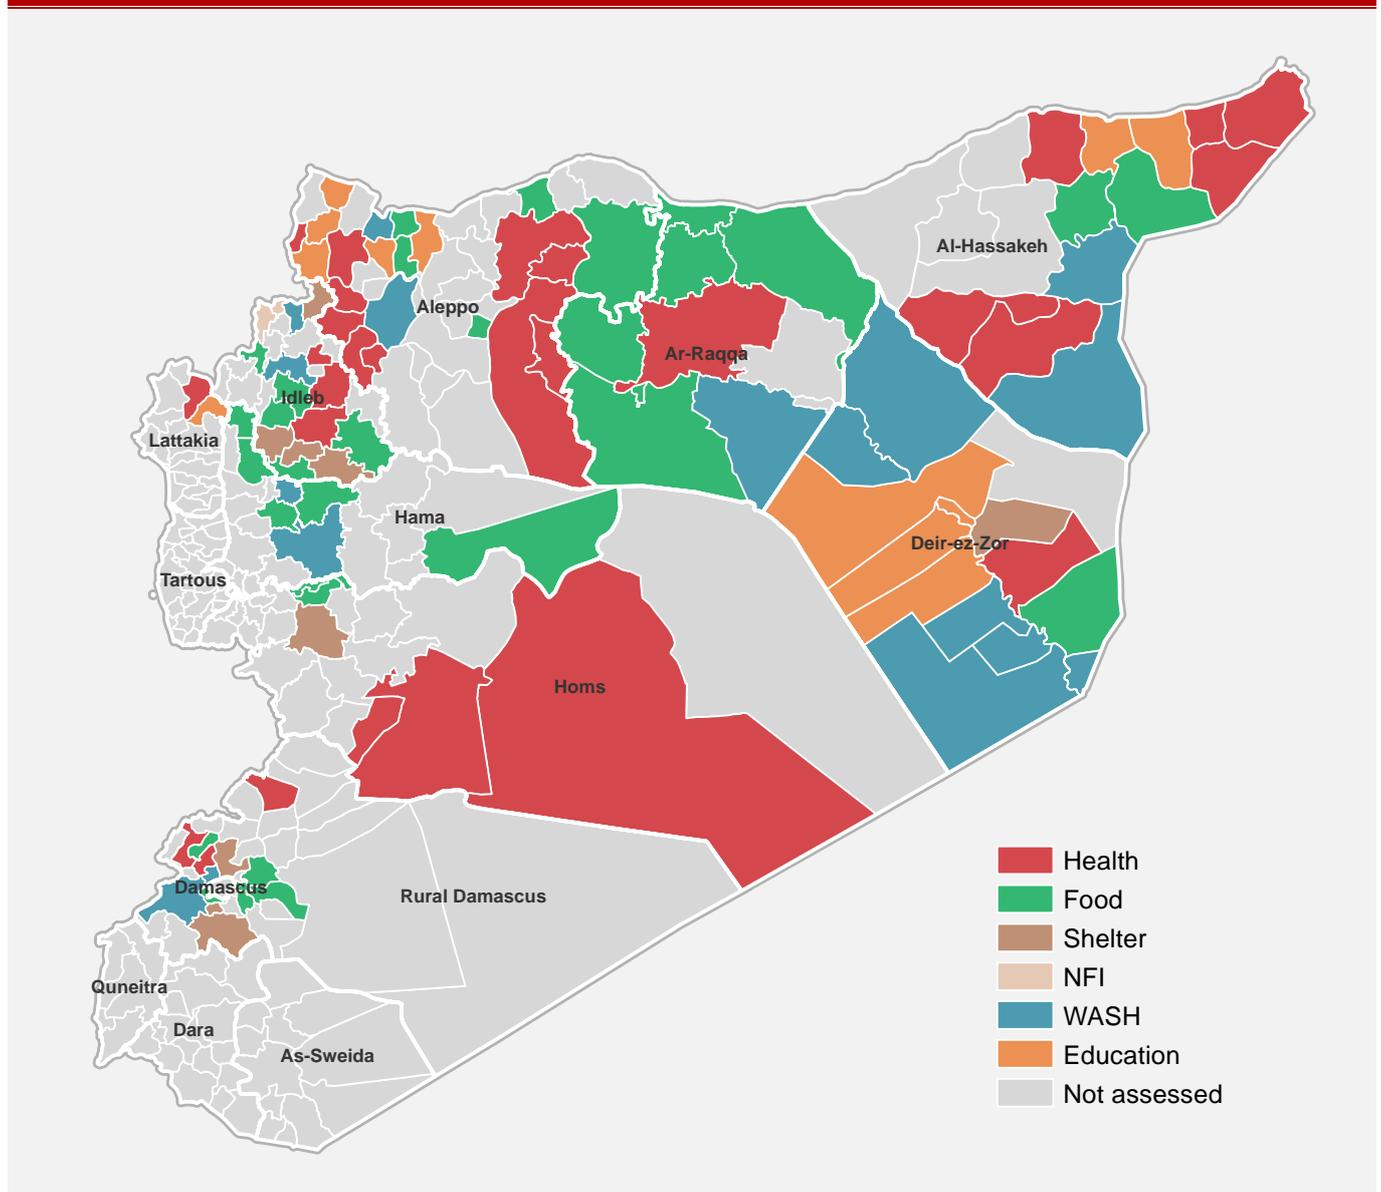 Al-Hassakeh
Aleppo
Ar-Raqqa
Idleb
Lattakia
Hama
Deir-ez-Zor
Tartous
Homs
Health
Damascus
Rural Damascus
Food
Shelter
NFI
Quneitra
WASH
Dara
As-Sweida
Education
Not assessed